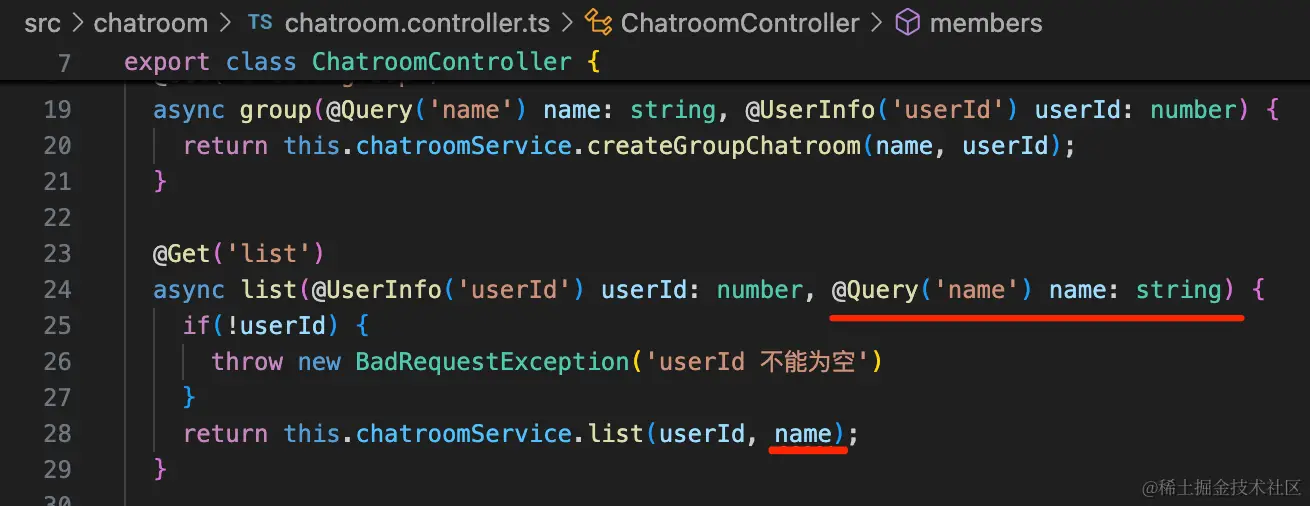 src > chatroom > TS chatroom.controller.ts > ChatroomController > members
7 export class ChatroomController {
19 async group(@Query('name') name: string, @UserInfo('userId') userId: number) {
20 return this.chatroomService.createGroupChatroom(name, userId);
21 }
22
23 @Get('list')
24 async list(@UserInfo('userId') userId: number, @Query('name') name: string) {
25 if(!userId) {
26 throw new BadRequestException('userId 不能为空')
27 }
28 return this.chatroomService.list(userId, name);
29 }
30
@稀土掘金技术社区